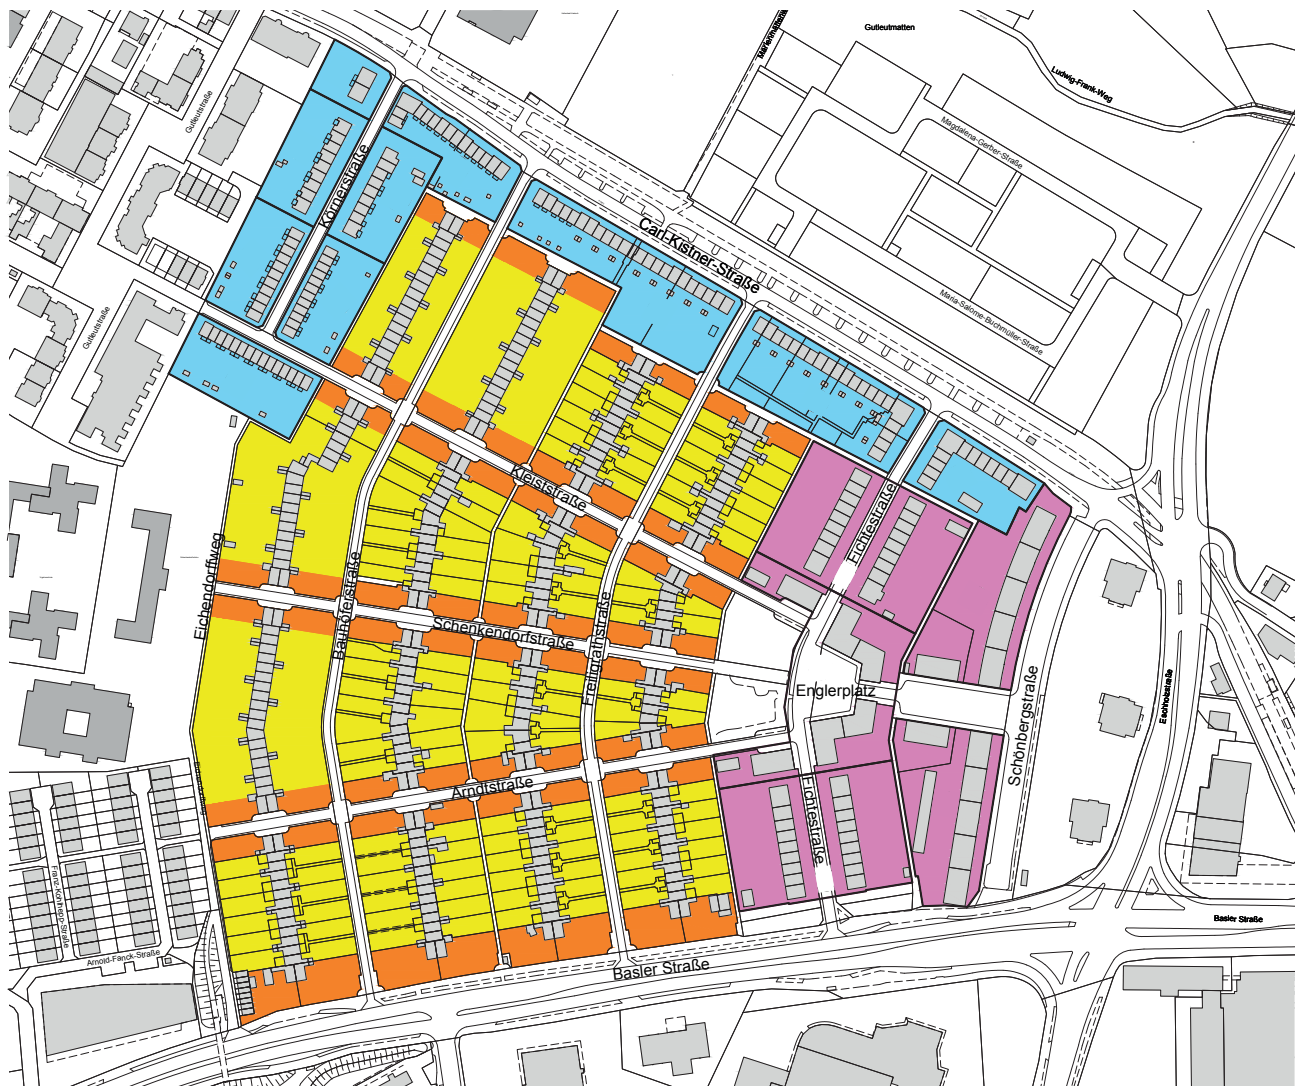 Gutleutmatten
Marienmattenweg
Ludwig-Frank-Weg
Gutleutstraße
Magdalena-Gerber-Straße
Körnerstraße
Carl-Kistner-Straße
Maria-Salome-Buchmüller-Straße
Gutleutstraße
Kleiststraße
Fichtestraße
Eichendorffweg
Bauhöferstraße
Schenkendorfstraße
Freiligrathstraße
Englerplatz
Eschholzstraße
Schönbergstraße
Arndtstraße
Fichtestraße
Basler Straße
Arnold-Fanck-Straße
Basler Straße